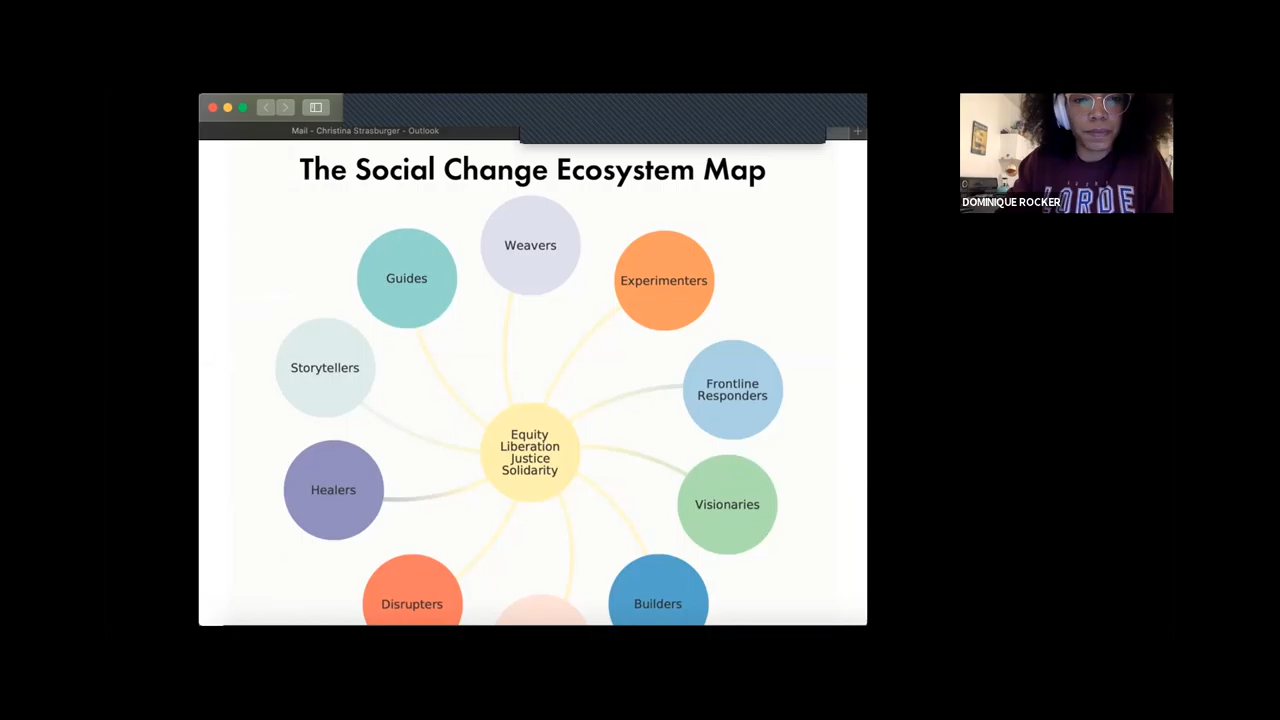 Mail - Christina Strasburger - Outlook
The Social Change Ecosystem Map
Weavers
Guides
Experimenters
Storytellers
Frontline
Responders
Equity
Liberation
Justice
Solidarity
Healers
Visionaries
Disrupters
Builders
LORDE
DOMINIQUE ROCKER